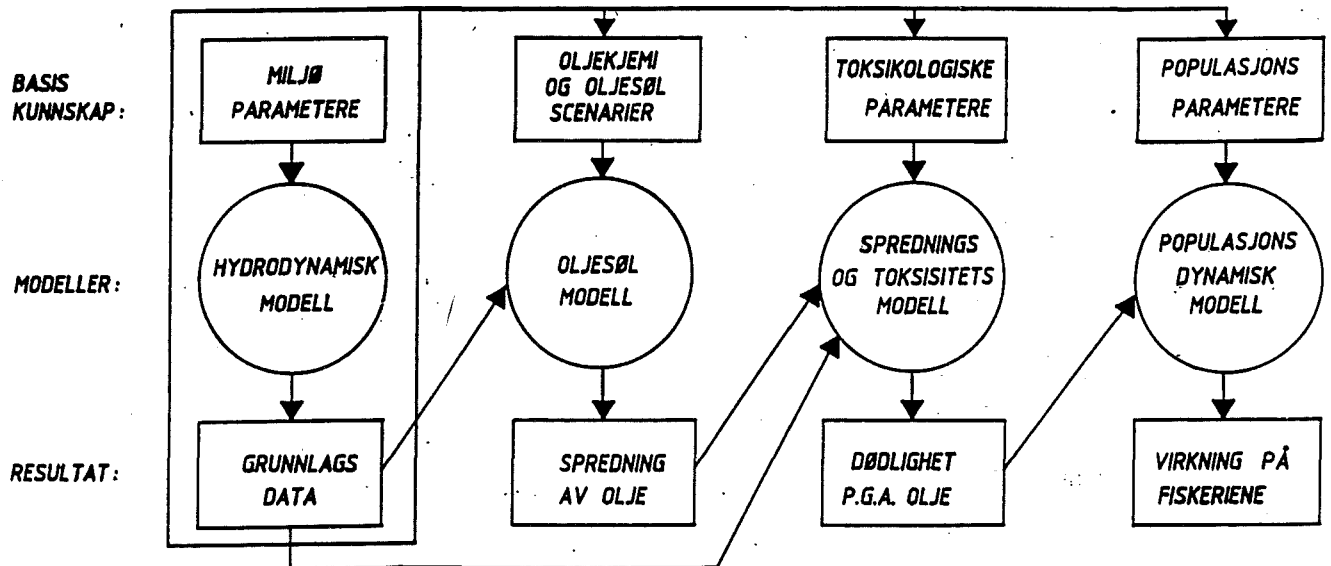 BASIS
KUNNSKAP:
MILJØ
PARAMETERE
OLJEKJEMI
OG OLJESØL
SCENARIER
TOKSIKOLOGISKE
PARAMETERE
POPULASJONS
PARAMETERE
MODELLER:
HYDRODYNAMISK
MODELL
OLJESØL
MODELL
SPREDNINGS
OG TOKSISITETS
MODELL
POPULASJONS
DYNAMISK
MODELL
RESULTAT:
GRUNNLAGS
DATA
SPREDNING
AV OLJE
DØDLIGHET
P.G.A. OLJE
VIRKNING PÅ
FISKERIENE